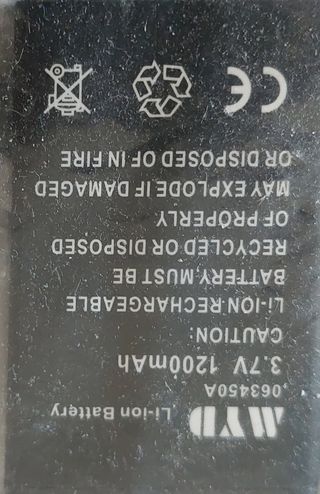 MYD Li-ion Battery
063450A
3.7V 1200mAh
CAUTION:
Li-ION RECHARGEABLE
BATTERY MUST BE
RECYCLED OR DISPOSED
OF PROPERLY
MAY EXPLODE IF DAMAGED
OR DISPOSED OF IN FIRE
CE